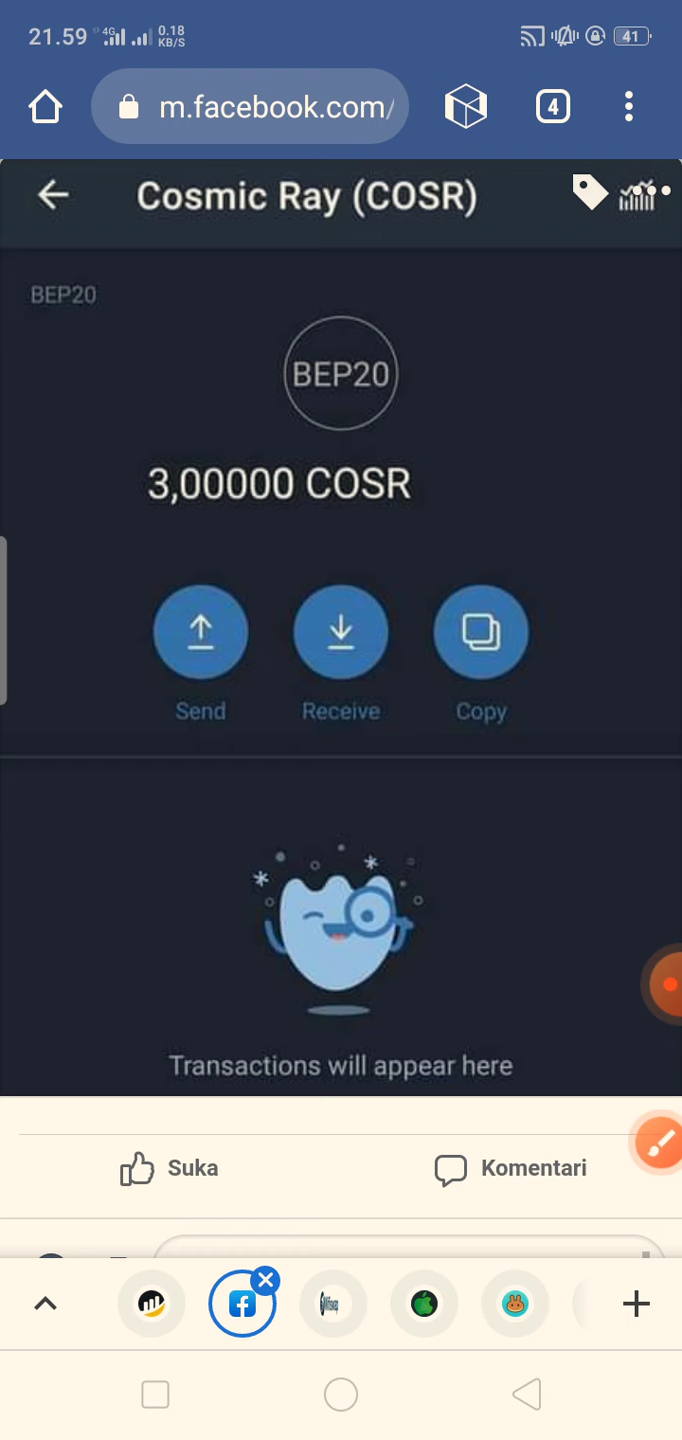 21.59 4G 0.18 KB/S 41
m.facebook.com/ 4
Cosmic Ray (COSR)
BEP20
BEP20
3,00000 COSR
Send Receive Copy
Transactions will appear here
Suka Komentari